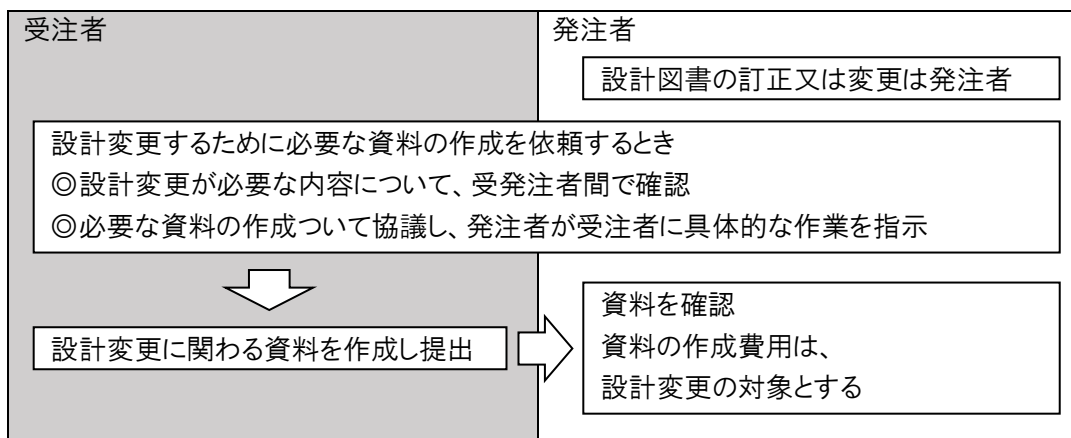 受注者
発注者
設計図書の訂正又は変更は発注者
設計変更するために必要な資料の作成を依頼するとき
◎設計変更が必要な内容について、受発注者間で確認
◎必要な資料の作成ついて協議し、発注者が受注者に具体的な作業を指示
設計変更に関わる資料を作成し提出
資料を確認
資料の作成費用は、
設計変更の対象とする